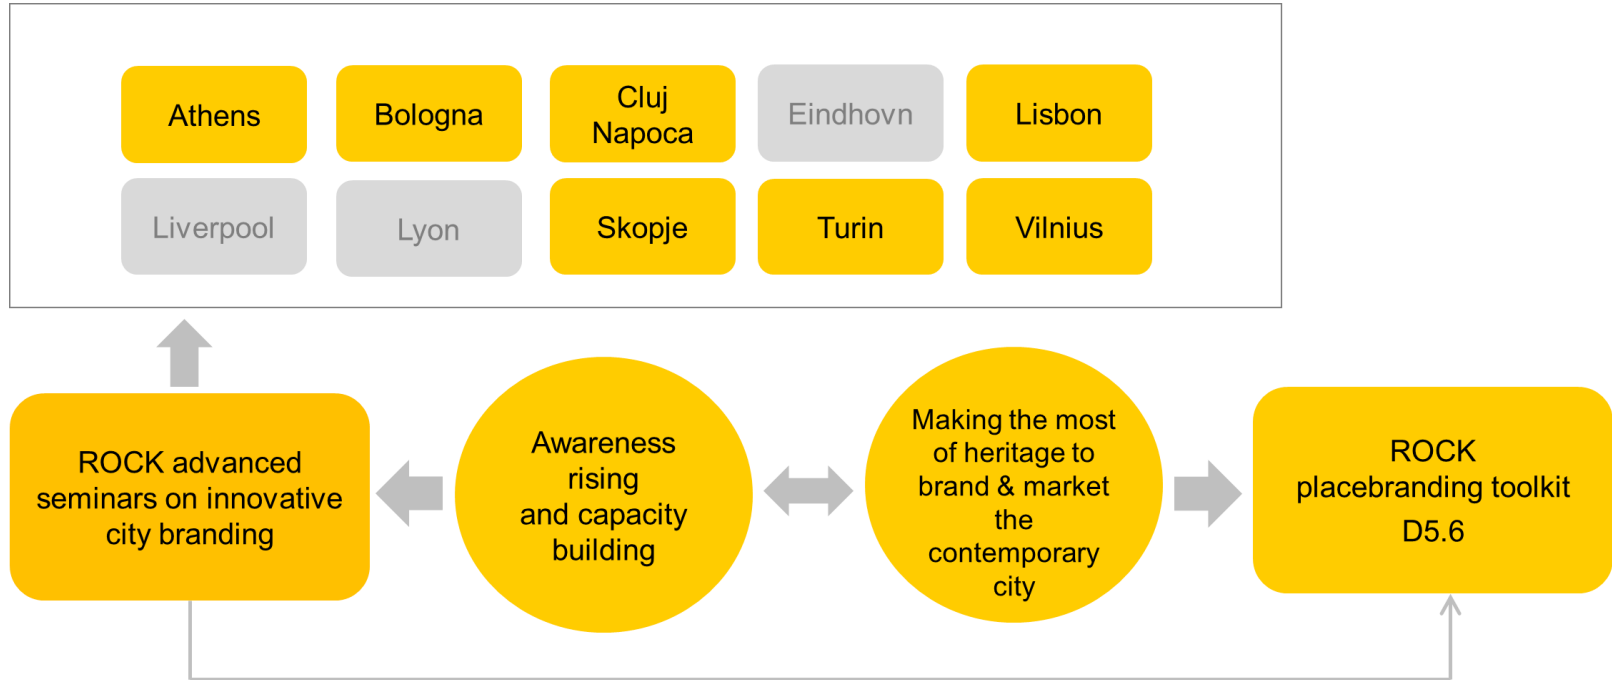 Athens
Bologna
Cluj
Napoca
Eindhovn
Lisbon
Liverpool
Lyon
Skopje
Turin
Vilnius
ROCK advanced
seminars on innovative
city branding
Awareness
rising
and capacity
building
Making the most
of heritage to
brand & market
the
contemporary
city
ROCK
placebranding toolkit
D5.6